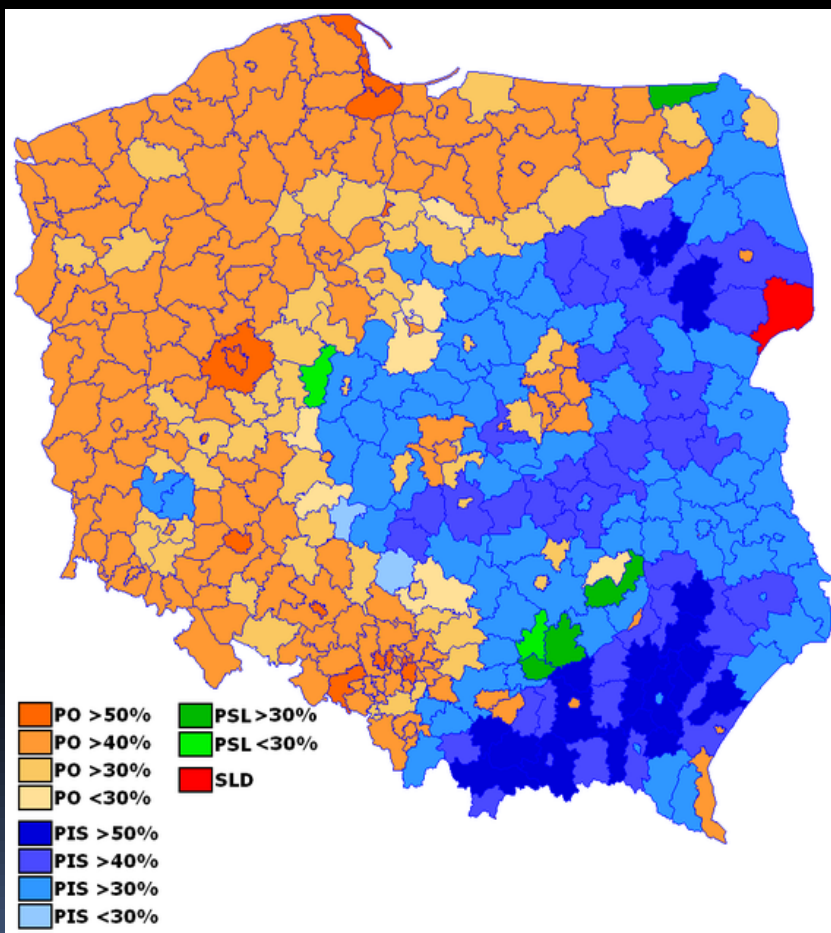 PO >50%
PO >40%
PO >30%
PO <30%
PIS >50%
PIS >40%
PIS >30%
PIS <30%
PSL >30%
PSL <30%
SLD